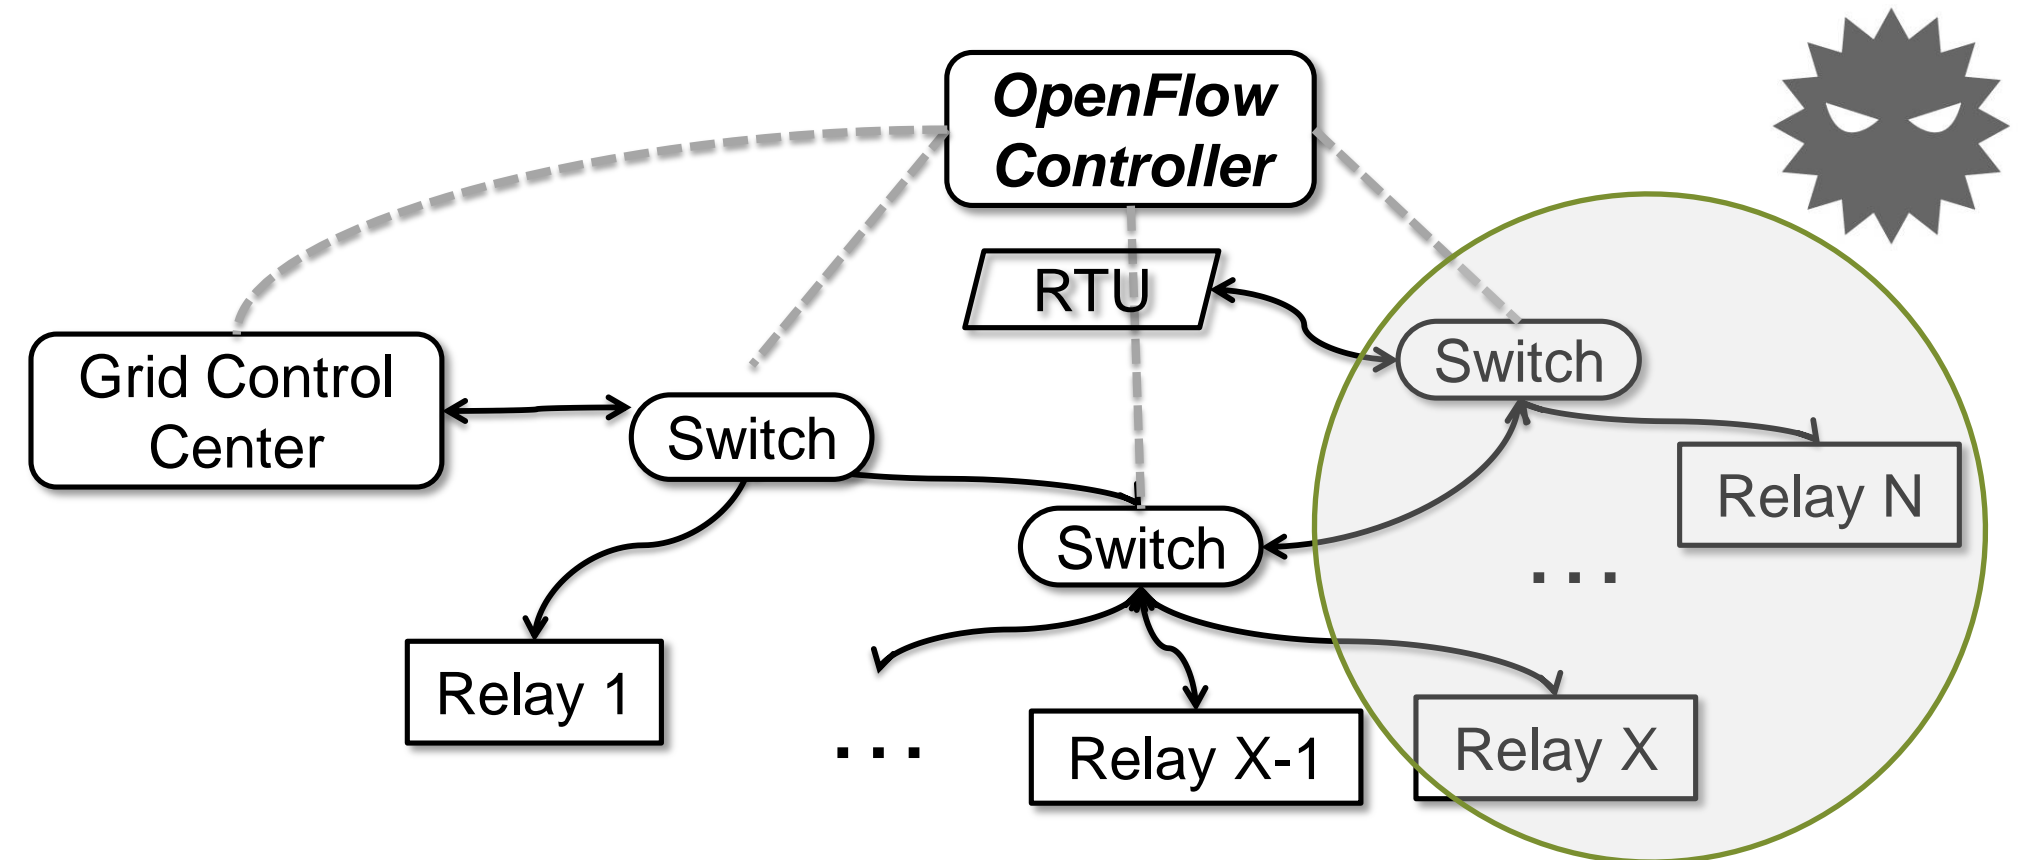 OpenFlow
Controller
RTU
Switch
Grid Control
Center
Switch
Relay N
Switch
...
Relay 1
...
Relay X-1
Relay X